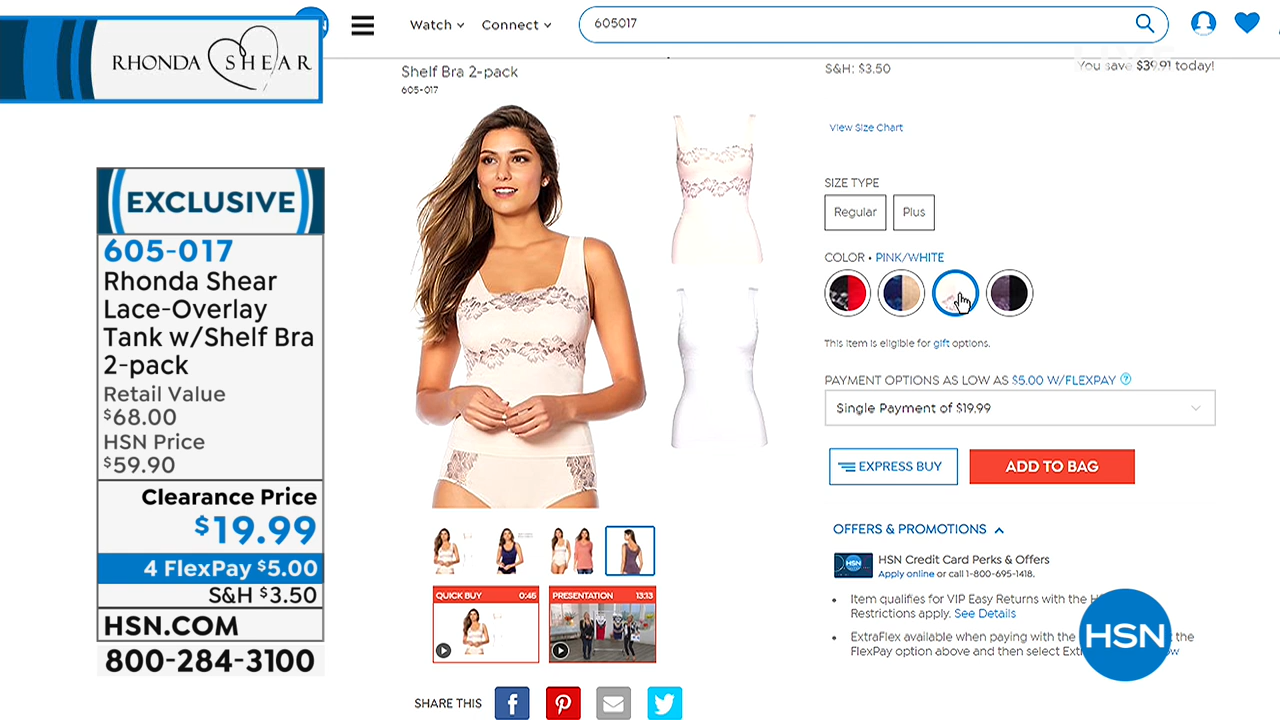 RHONDA SHEAR
EXCLUSIVE
605-017
Rhonda Shear
Lace-Overlay
Tank w/Shelf Bra
2-pack
Retail Value
$68.00
HSN Price
$59.90
Clearance Price
$19.99
4 FlexPay $5.00
S&H $3.50
HSN.COM
800-284-3100
Watch
Connect
605017
Shelf Bra 2-pack
605-017
S&H: $3.50
You save $39.91 today!
View Size Chart
SIZE TYPE
Regular
Plus
COLOR • PINK/WHITE
This item is eligible for gift options.
PAYMENT OPTIONS AS LOW AS $5.00 W/FLEXPAY ?
Single Payment of $19.99
EXPRESS BUY
ADD TO BAG
OFFERS & PROMOTIONS
HSN
HSN Credit Card Perks & Offers
Apply online or call 1-800-695-1418.
• Item qualifies for VIP Easy Returns with the
Restrictions apply. See Details
• ExtraFlex available when paying with the the
FlexPay option above and then select
HSN
QUICK BUY 0:45
PRESENTATION 13:13
SHARE THIS